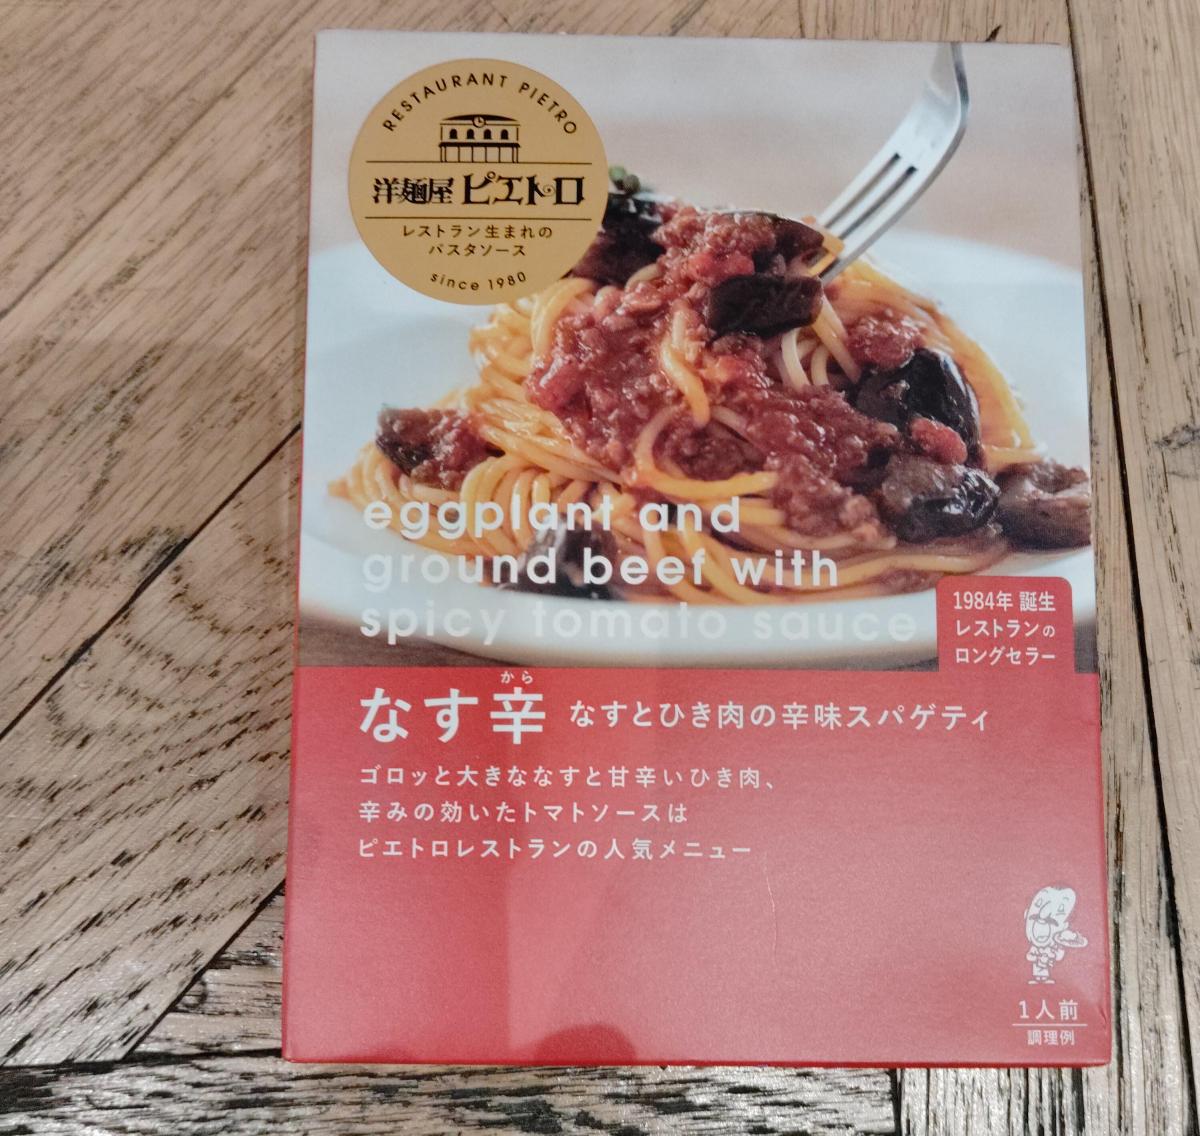 RESTAURANT PIETRO
洋麺屋 ピエトロ
レストラン生まれの
パスタソース
since 1980
eggplant and
ground beef with
spicy tomato sauce
1984年 誕生
レストランの
ロングセラー
から
なす辛 なすとひき肉の辛味スパゲティ
ゴロッと大きななすと甘辛いひき肉、
辛みの効いたトマトソースは
ピエトロレストランの人気メニュー
1人前
調理例